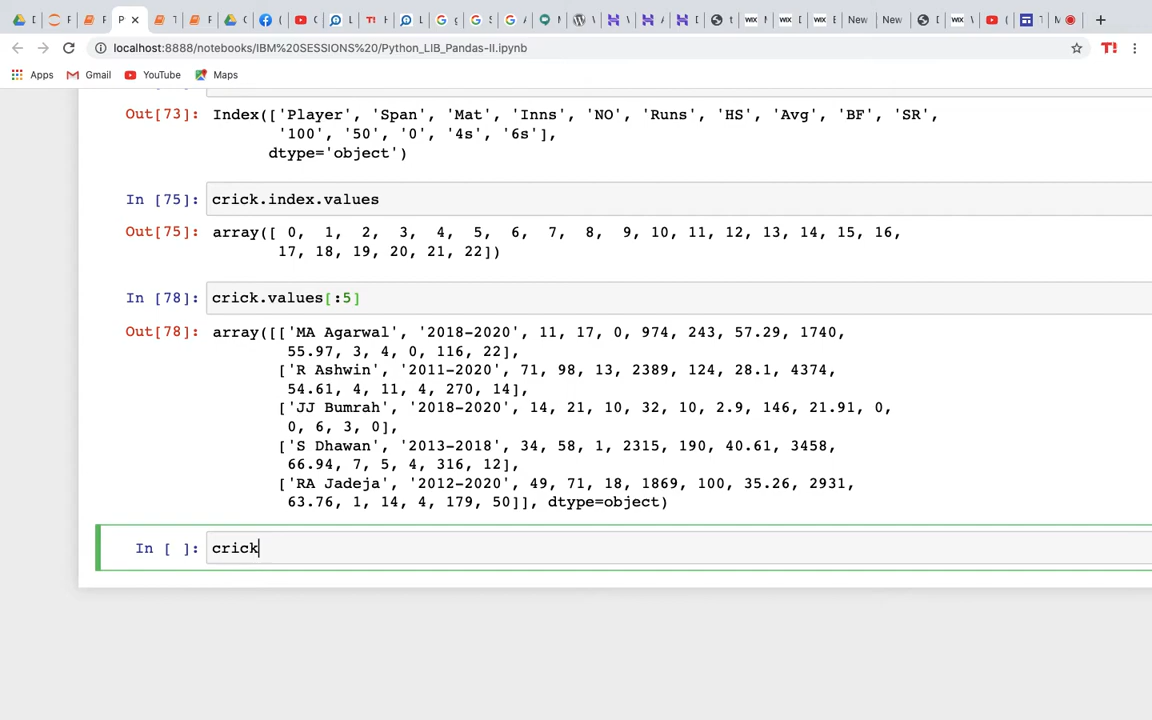 localhost:8888/notebooks/IBM%20SESSIONS%20/Python_LIB_Pandas-II.ipynb
Apps Gmail YouTube Maps
Out[73]: Index(['Player', 'Span', 'Mat', 'Inns', 'NO', 'Runs', 'HS', 'Avg', 'BF', 'SR',
'100', '50', '0', '4s', '6s'],
dtype='object')
In [75]: crick.index.values
Out[75]: array([ 0, 1, 2, 3, 4, 5, 6, 7, 8, 9, 10, 11, 12, 13, 14, 15, 16,
17, 18, 19, 20, 21, 22])
In [78]: crick.values[:5]
Out[78]: array([['MA Agarwal', '2018-2020', 11, 17, 0, 974, 243, 57.29, 1740,
55.97, 3, 4, 0, 116, 22],
['R Ashwin', '2011-2020', 71, 98, 13, 2389, 124, 28.1, 4374,
54.61, 4, 11, 4, 270, 14],
['JJ Bumrah', '2018-2020', 14, 21, 10, 32, 10, 2.9, 146, 21.91, 0,
0, 6, 3, 0],
['S Dhawan', '2013-2018', 34, 58, 1, 2315, 190, 40.61, 3458,
66.94, 7, 5, 4, 316, 12],
['RA Jadeja', '2012-2020', 49, 71, 18, 1869, 100, 35.26, 2931,
63.76, 1, 14, 4, 179, 50]], dtype=object)
In [ ]: crick